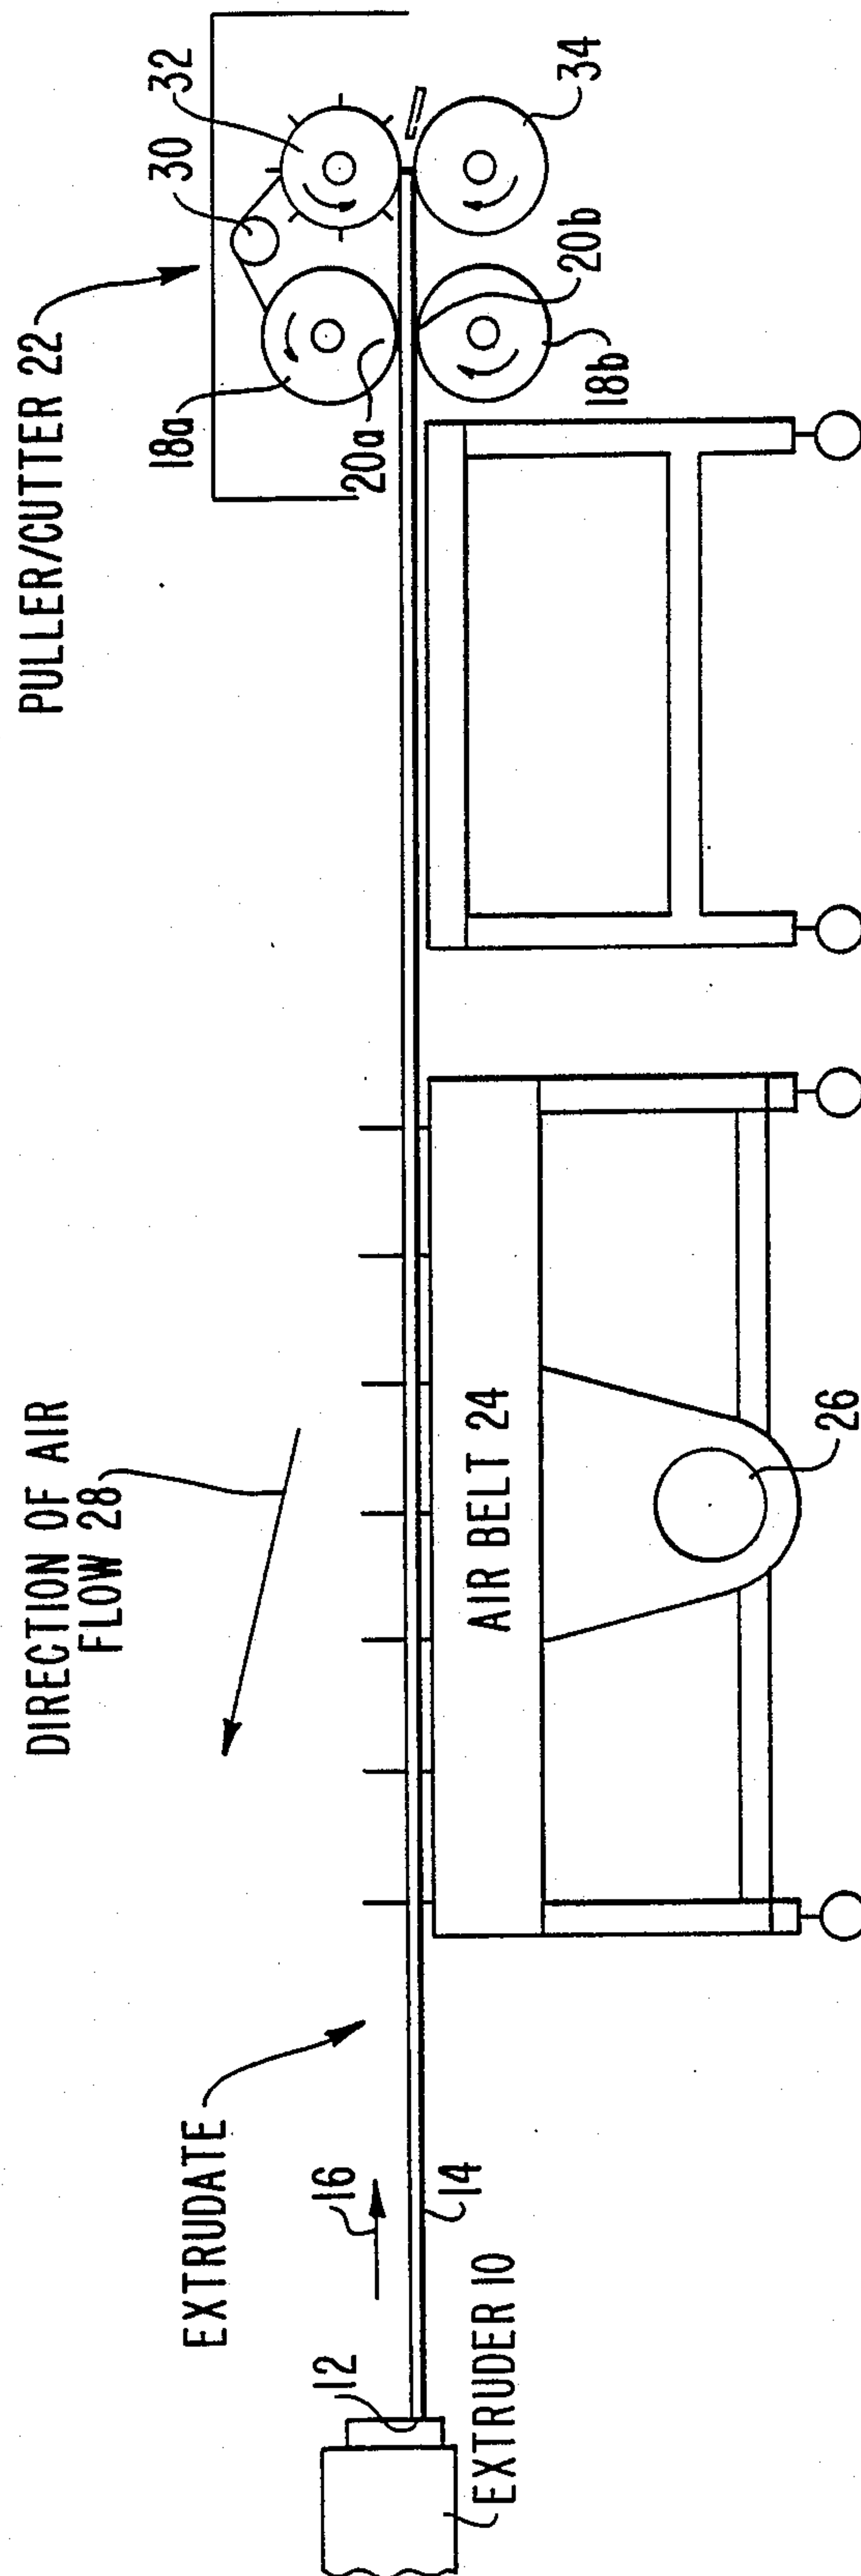 PULLER/CUTTER 22
30
32
18a
20a
20b
18b
34
DIRECTION OF AIR
FLOW 28
AIR BELT 24
26
EXTRUDATE
16
14
12
EXTRUDER 10